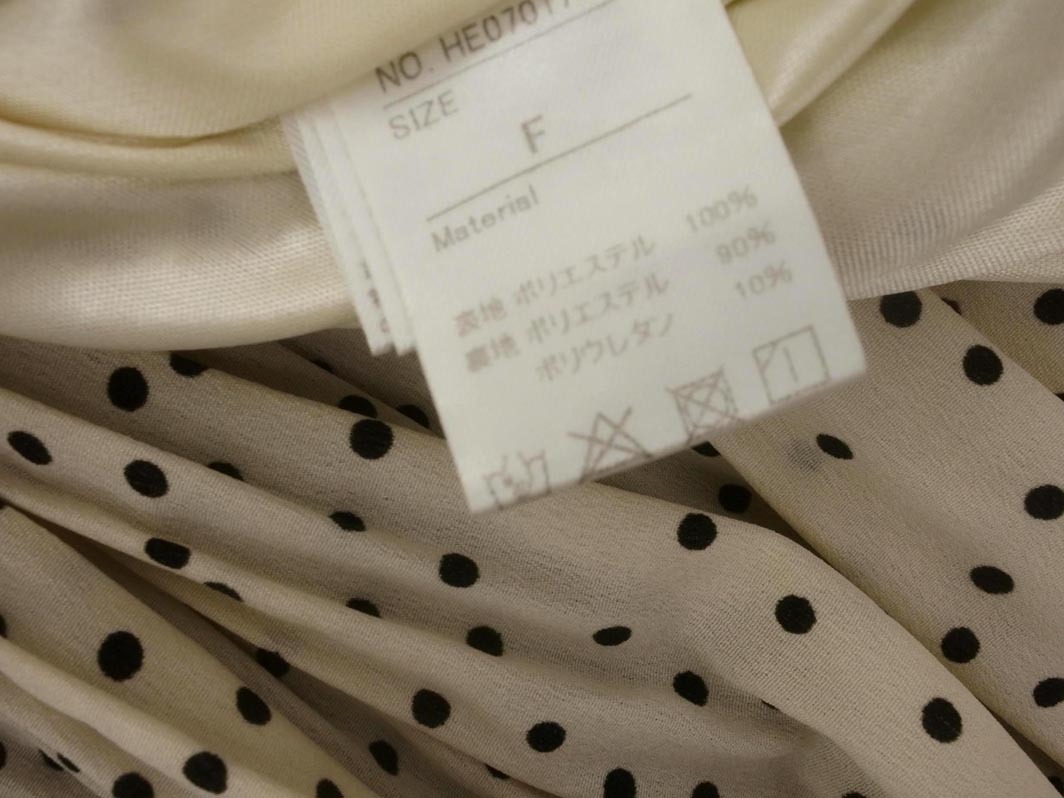 NO. HE07017
SIZE
F
Material
表地 ポリエステル 100%
裏地 ポリエステル 90%
ポリウレタン 10%